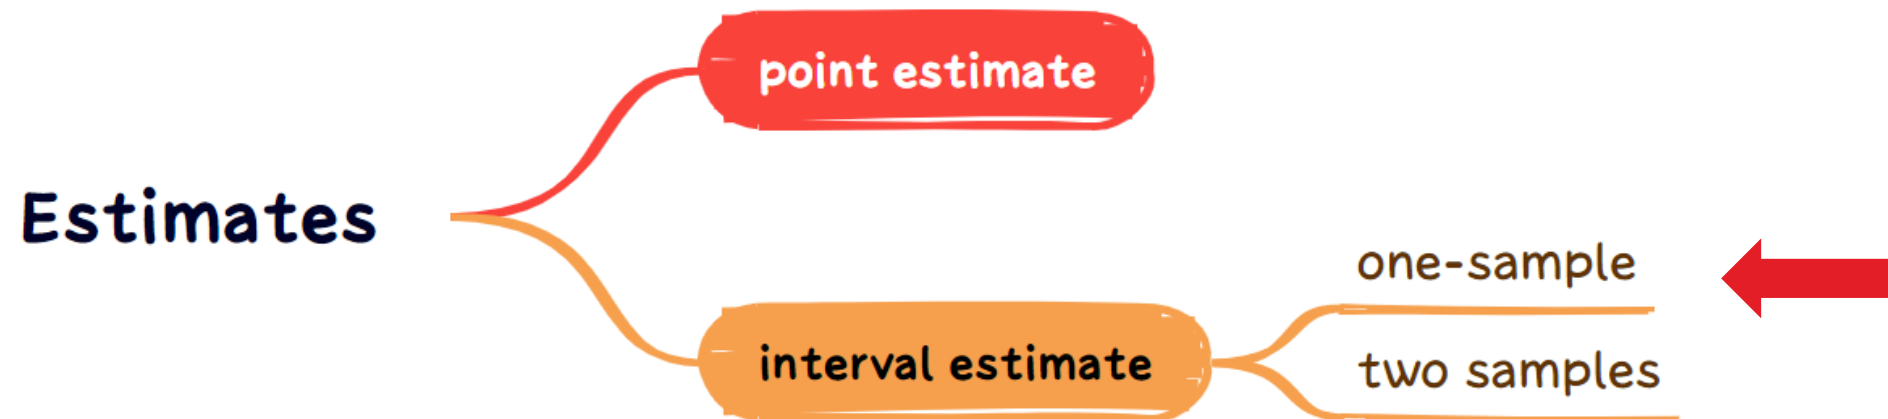 point estimate
Estimates
one-sample
interval estimate
two samples